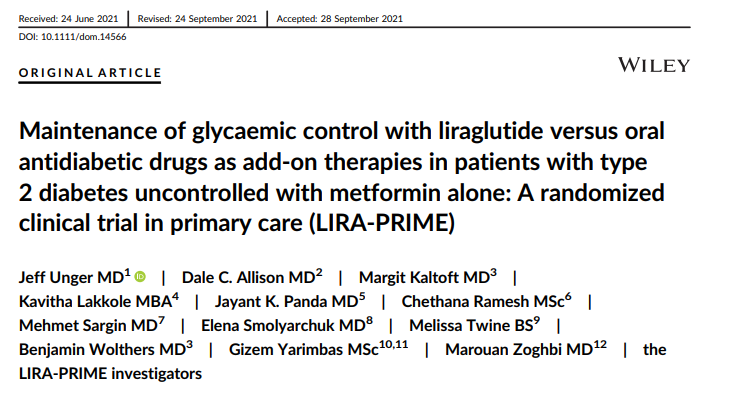 Received: 24 June 2021 | Revised: 24 September 2021 | Accepted: 28 September 2021
DOI: 10.1111/dom.14566
WILEY
ORIGINAL ARTICLE
Maintenance of glycaemic control with liraglutide versus oral
antidiabetic drugs as add-on therapies in patients with type
2 diabetes uncontrolled with metformin alone: A randomized
clinical trial in primary care (LIRA-PRIME)
Jeff Unger MD1 iD | Dale C. Allison MD2 | Margit Kaltoft MD3 |
Kavitha Lakkole MBA4 | Jayant K. Panda MD5 | Chethana Ramesh MSc6 |
Mehmet Sargin MD7 | Elena Smolyarchuk MD8 | Melissa Twine BS9 |
Benjamin Wolthers MD3 | Gizem Yarimbas MSc10,11 | Marouan Zoghbi MD12 | the
LIRA-PRIME investigators